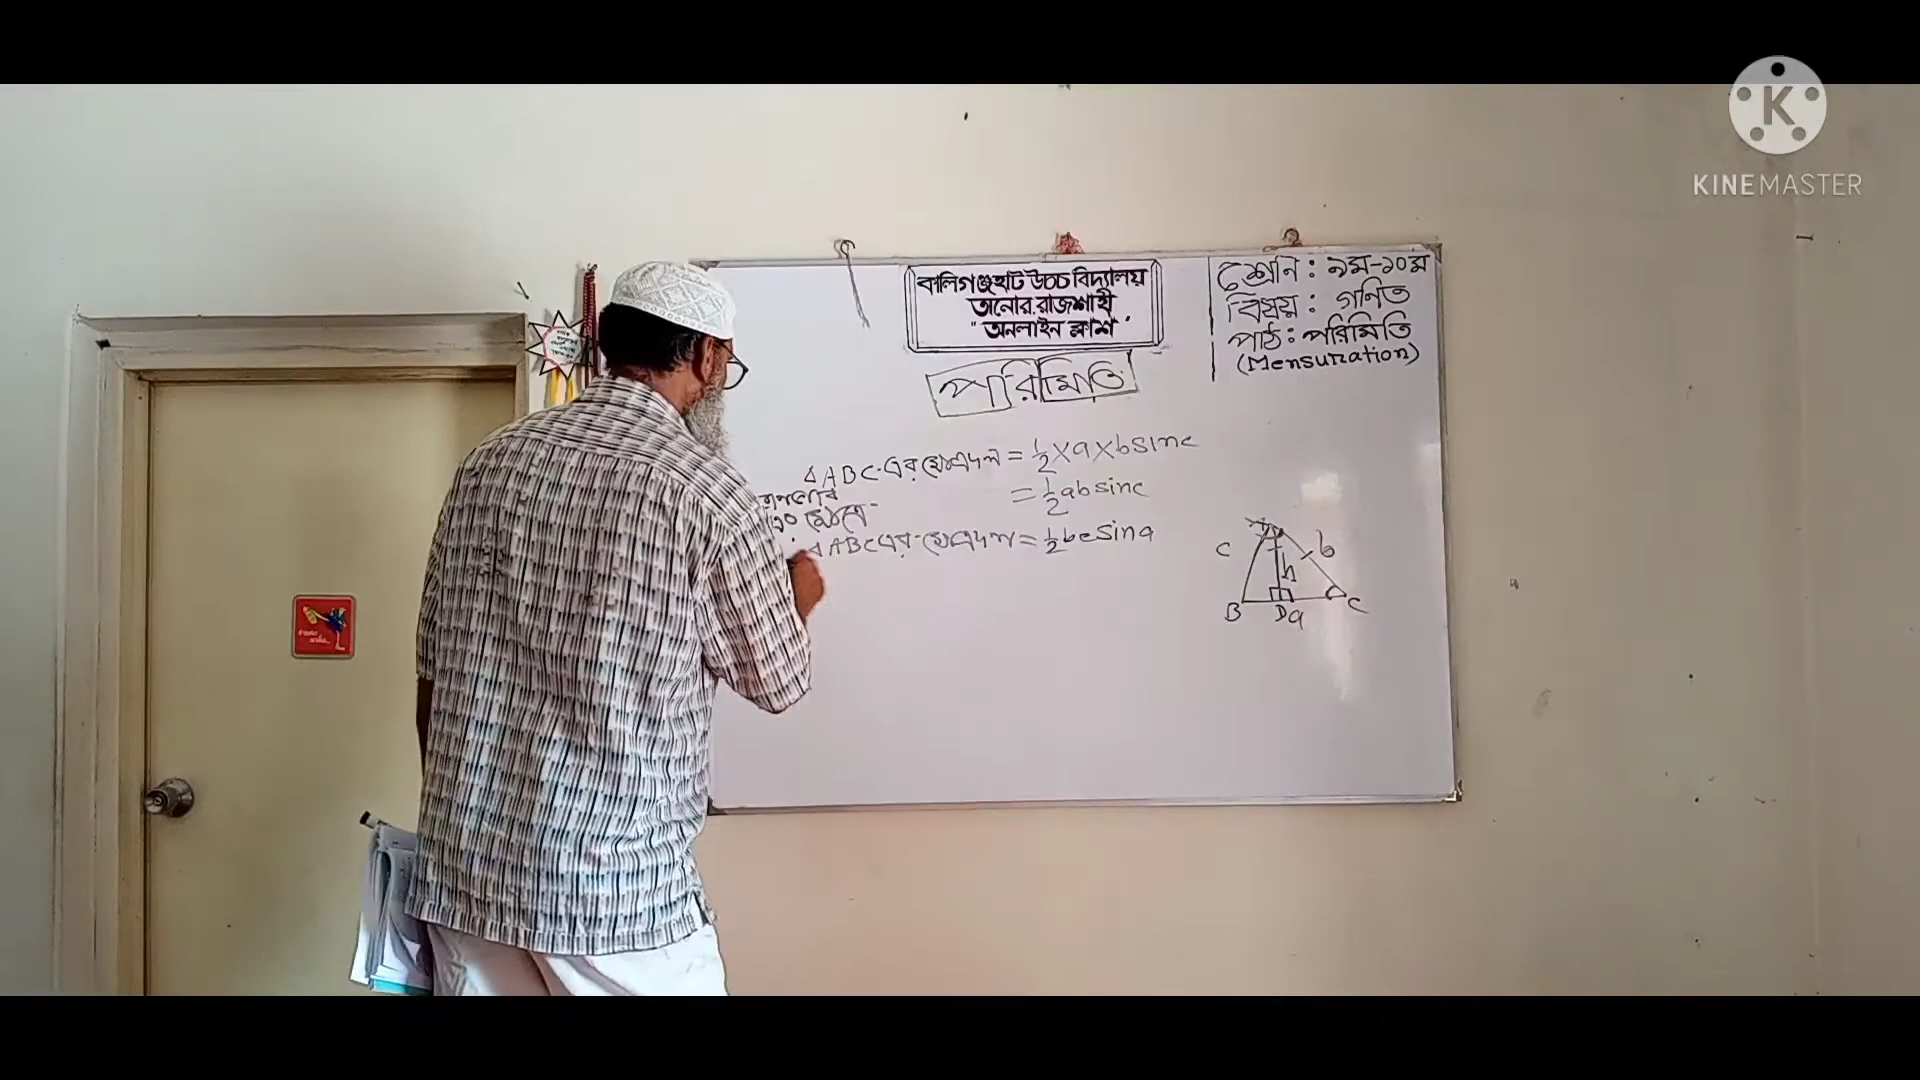 KINEMASTER
বালিগঞ্জহাট উচ্চ বিদ্যালয়
তানোর, রাজশাহী
"অনলাইন ক্লাশ"
শ্রেণি: ৯ম-১০ম
বিষয়: গণিত
পাঠ: পরিমিতি
(Mensuration)
পরিমিতি
△ABC-এর ক্ষেত্রফল = 1/2 × a × b sinc
= 1/2 ab sinc
△ABC এর ক্ষেত্রফল = 1/2 bc sina
c
b
h
B
D
a
C